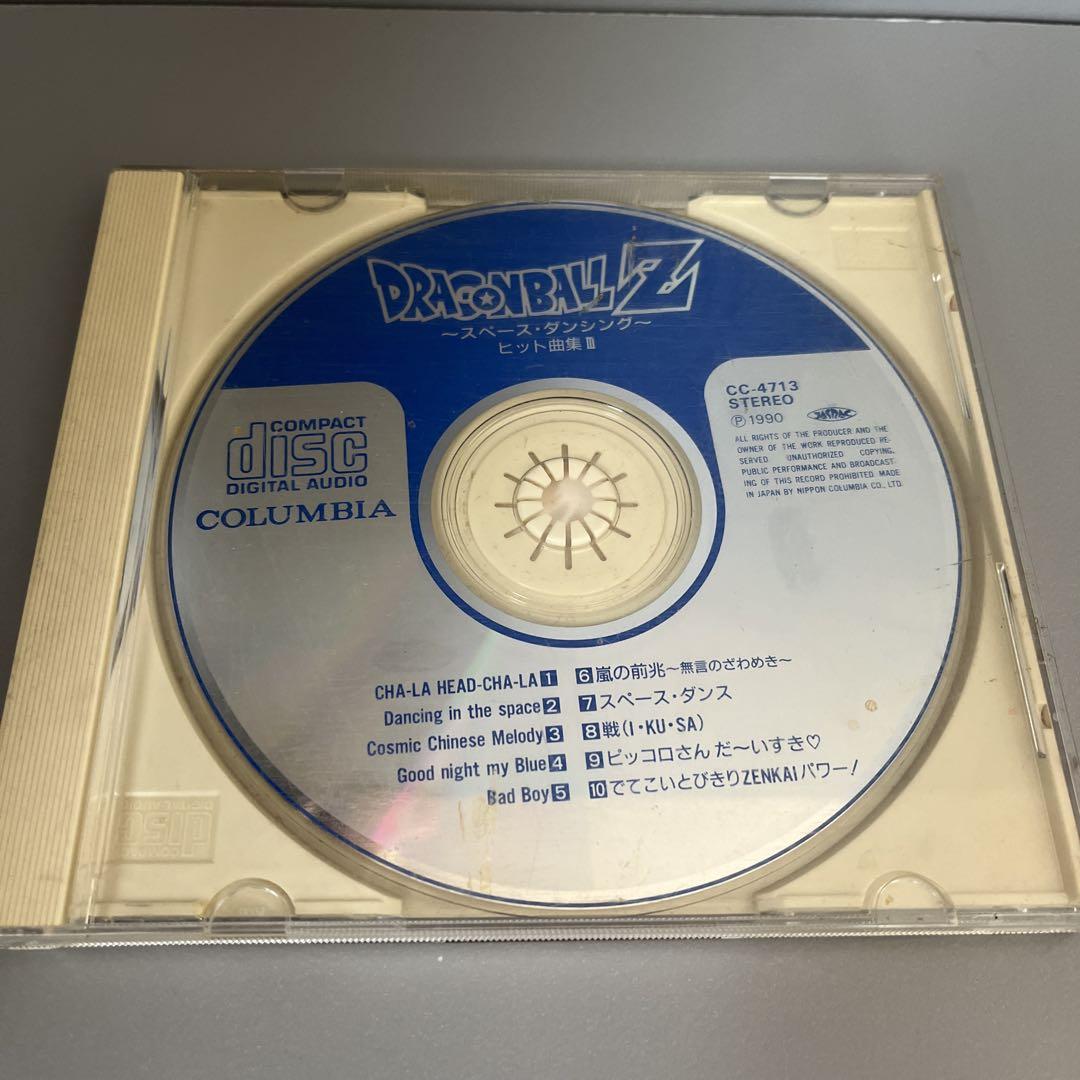 DRAGONBALL Z
～スペース・ダンシング～
ヒット曲集 III
COMPACT
disc
DIGITAL AUDIO
COLUMBIA
CC-4713
STEREO
Ⓟ1990
JASRAC
ALL RIGHTS OF THE PRODUCER AND THE
OWNER OF THE WORK REPRODUCED RE-
SERVED. UNAUTHORIZED COPYING,
PUBLIC PERFORMANCE AND BROADCAST-
ING OF THIS RECORD PROHIBITED. MADE
IN JAPAN BY NIPPON COLUMBIA CO., LTD.
CHA-LA HEAD-CHA-LA 1
Dancing in the space 2
Cosmic Chinese Melody 3
Good night my Blue 4
Bad Boy 5
6 嵐の前兆～無言のざわめき～
7 スペース・ダンス
8 戦(I・KU・SA)
9 ピッコロさん だ～いすき♡
10 でてこいとびきりZENKAIパワー!
disc